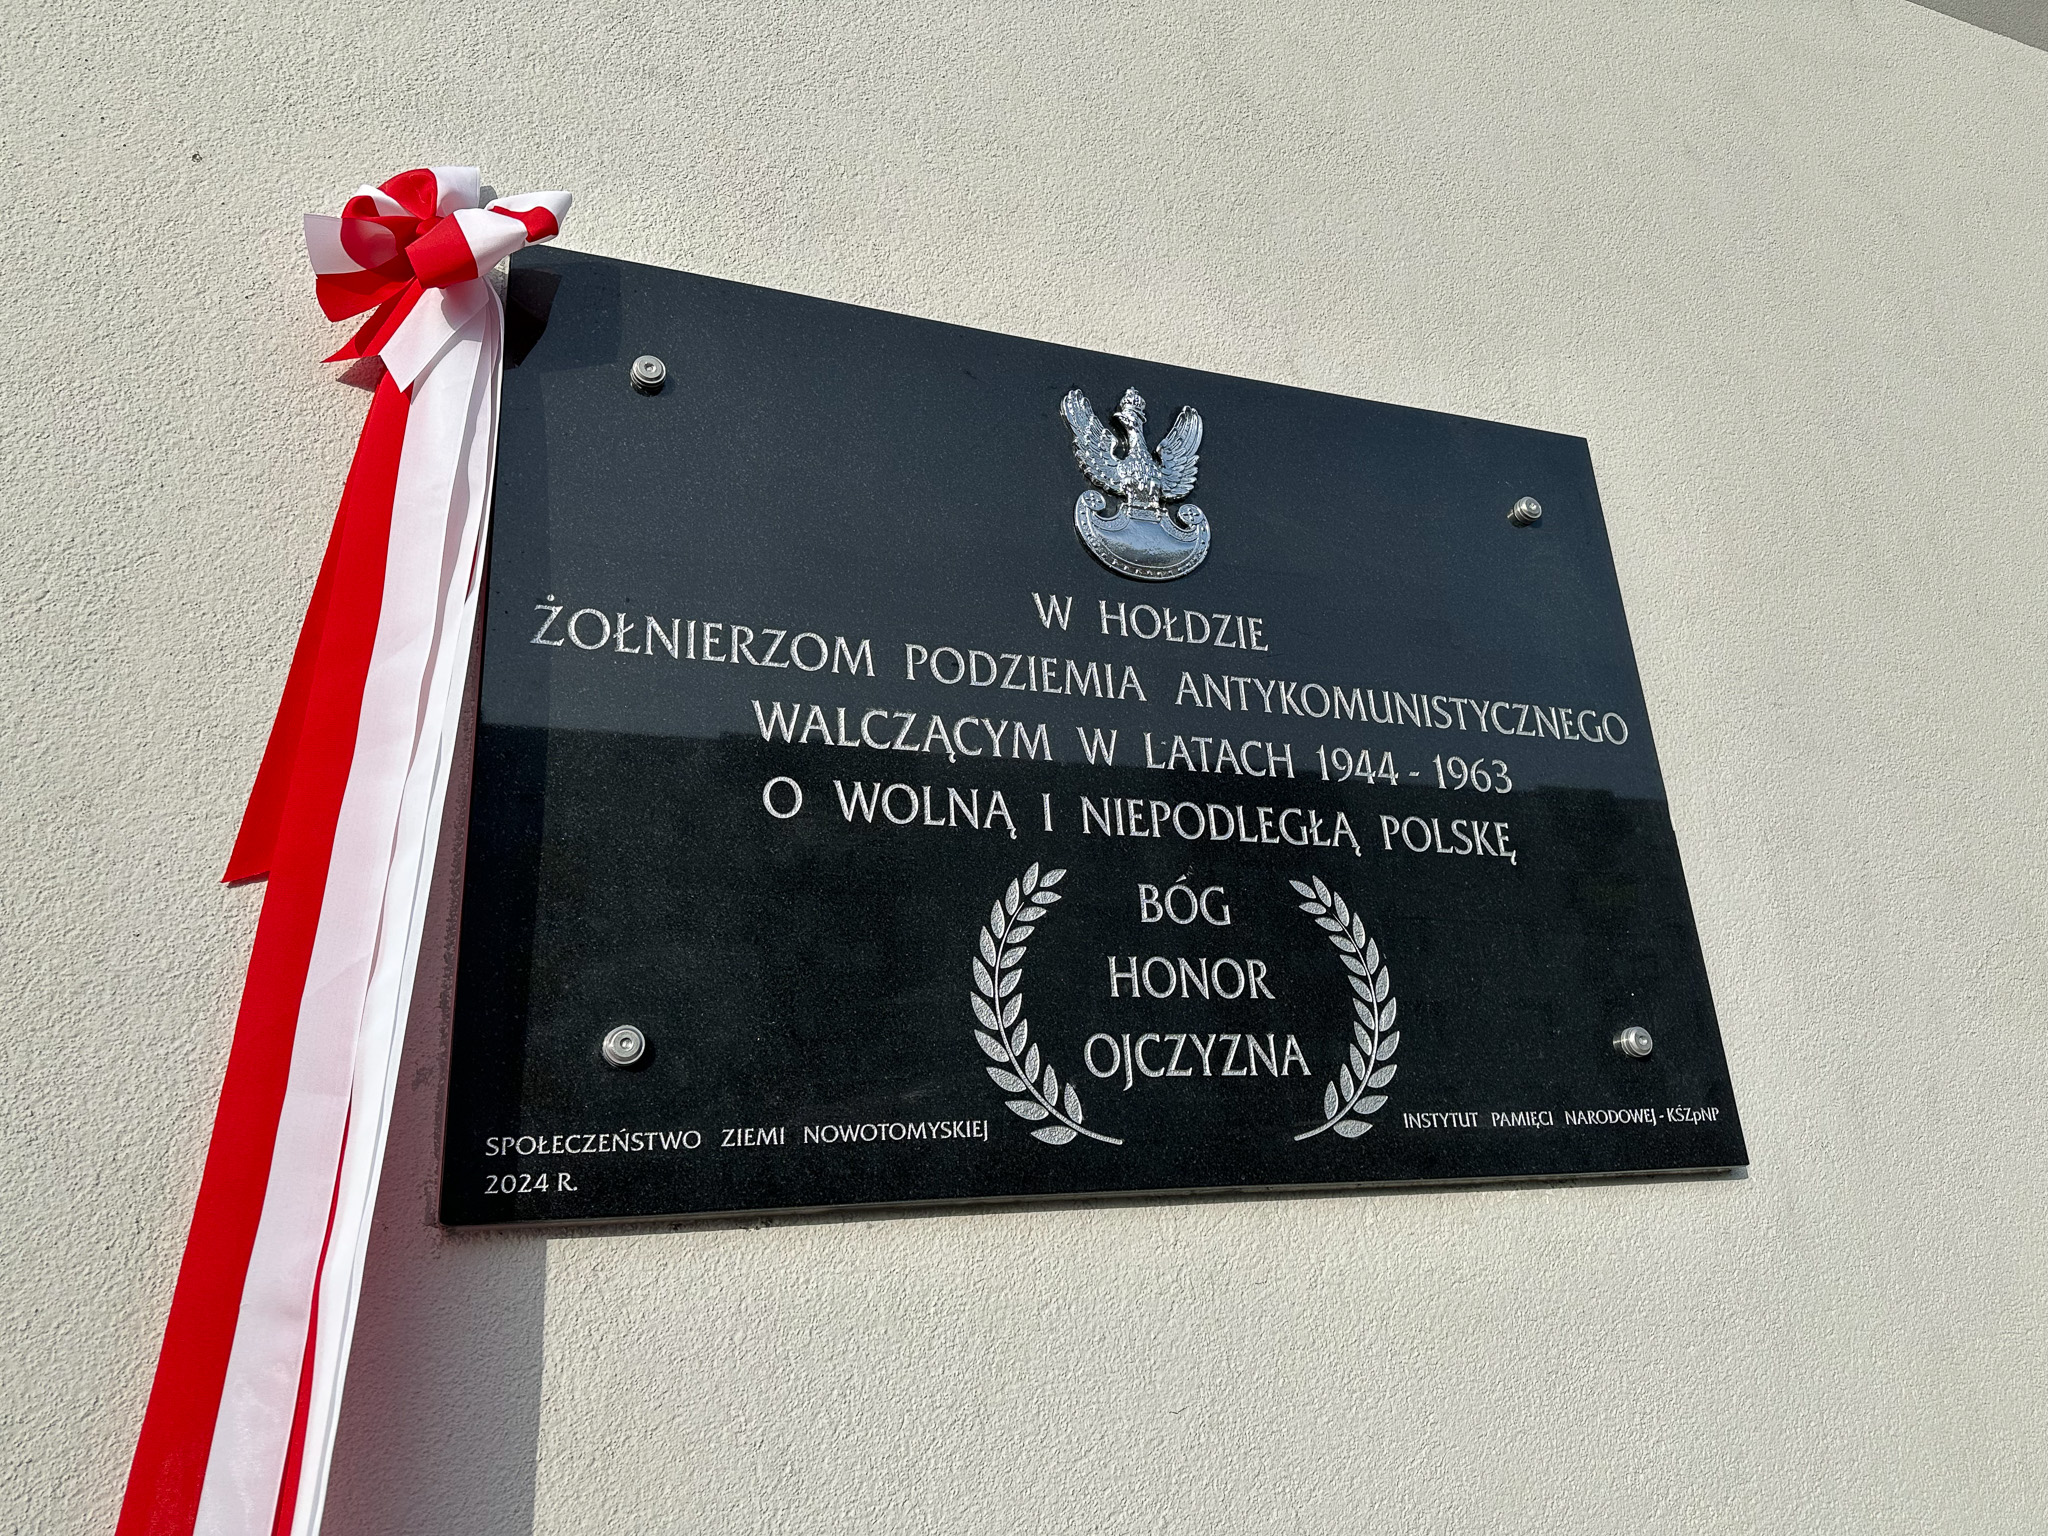 W HOŁDZIE
ŻOŁNIERZOM PODZIEMIA ANTYKOMUNISTYCZNEGO
WALCZĄCYM W LATACH 1944 - 1963
O WOLNĄ I NIEPODLEGŁĄ POLSKĘ
BÓG
HONOR
OJCZYZNA
SPOŁECZEŃSTWO ZIEMI NOWOTOMYSKIEJ
2024 R.
INSTYTUT PAMIĘCI NARODOWEJ - KŚZpNP